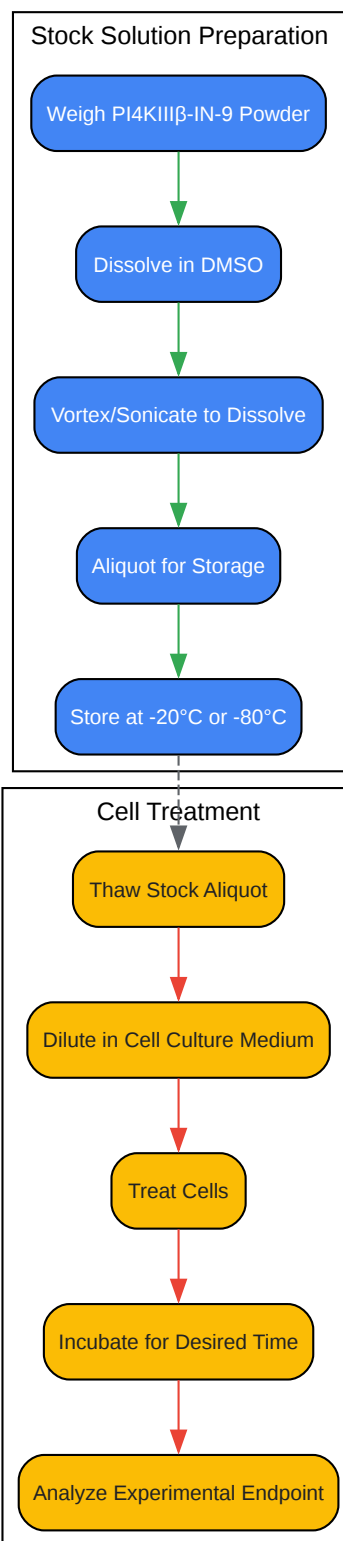 Stock Solution Preparation
Weigh PI4KIIIβ-IN-9 Powder
Dissolve in DMSO
Vortex/Sonicate to Dissolve
Aliquot for Storage
Store at -20°C or -80°C
Cell Treatment
Thaw Stock Aliquot
Dilute in Cell Culture Medium
Treat Cells
Incubate for Desired Time
Analyze Experimental Endpoint